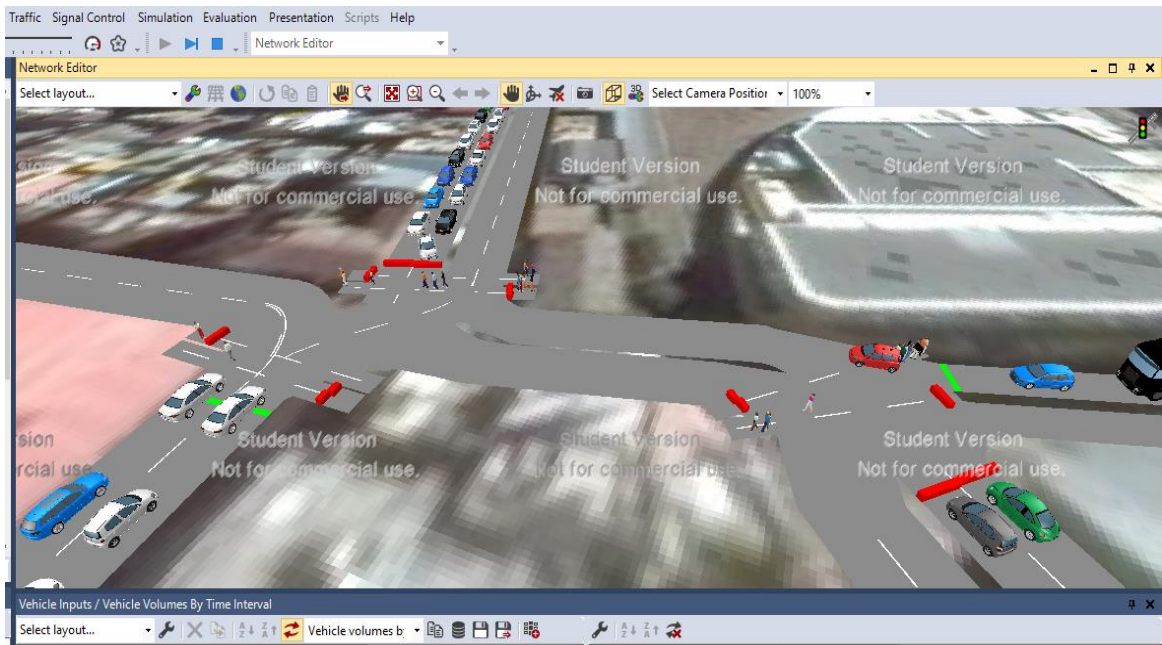 Traffic Signal Control Simulation Evaluation Presentation Scripts Help
Network Editor
Network Editor
Select layout... Select Camera Position 100%
Student Version Student Version Student Version
Not for commercial use. Not for commercial use. Not for commercial use.
Student Version Student Version Student Version
Not for commercial use. Not for commercial use. Not for commercial use.
Vehicle Inputs / Vehicle Volumes By Time Interval
Select layout... Vehicle volumes by